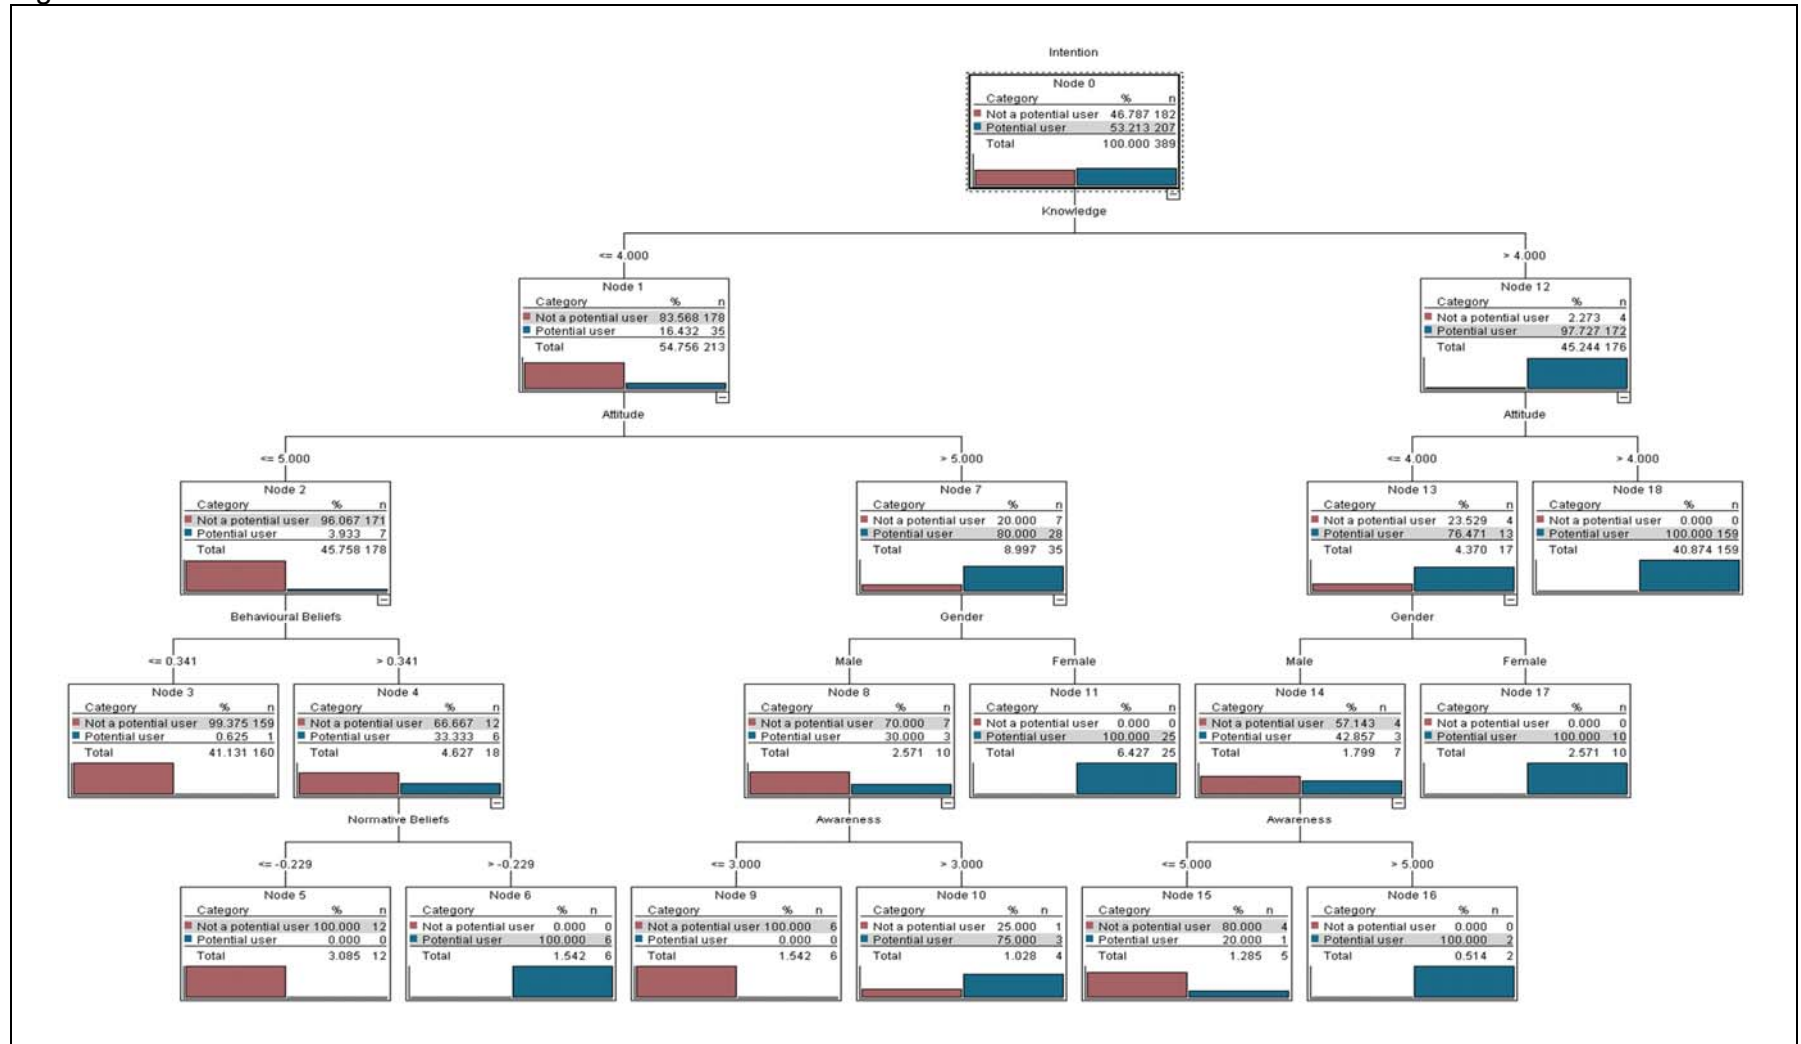 Intention
Node 0
Category % n
Not a potential user 46.787 182
Potential user 53.213 207
Total 100.000 389
Knowledge
<= 4.000
> 4.000
Node 1
Category % n
Not a potential user 83.568 178
Potential user 16.432 35
Total 54.756 213
Node 12
Category % n
Not a potential user 2.273 4
Potential user 97.727 172
Total 45.244 176
Attitude
Attitude
<= 5.000
> 5.000
<= 4.000
> 4.000
Node 2
Category % n
Not a potential user 96.067 171
Potential user 3.933 7
Total 45.758 178
Node 7
Category % n
Not a potential user 20.000 7
Potential user 80.000 28
Total 8.997 35
Node 13
Category % n
Not a potential user 23.529 4
Potential user 76.471 13
Total 4.370 17
Node 18
Category % n
Not a potential user 0.000 0
Potential user 100.000 159
Total 40.874 159
Behavioural Beliefs
Gender
Gender
<= 0.341
> 0.341
Male
Female
Male
Female
Node 3
Category % n
Not a potential user 99.375 159
Potential user 0.625 1
Total 41.131 160
Node 4
Category % n
Not a potential user 66.667 12
Potential user 33.333 6
Total 4.627 18
Node 8
Category % n
Not a potential user 70.000 7
Potential user 30.000 3
Total 2.571 10
Node 11
Category % n
Not a potential user 0.000 0
Potential user 100.000 25
Total 6.427 25
Node 14
Category % n
Not a potential user 57.143 4
Potential user 42.857 3
Total 1.799 7
Node 17
Category % n
Not a potential user 0.000 0
Potential user 100.000 10
Total 2.571 10
Normative Beliefs
Awareness
Awareness
<= -0.229
> -0.229
<= 3.000
> 3.000
<= 5.000
> 5.000
Node 5
Category % n
Not a potential user 100.000 12
Potential user 0.000 0
Total 3.085 12
Node 6
Category % n
Not a potential user 0.000 0
Potential user 100.000 6
Total 1.542 6
Node 9
Category % n
Not a potential user 100.000 6
Potential user 0.000 0
Total 1.542 6
Node 10
Category % n
Not a potential user 25.000 1
Potential user 75.000 3
Total 1.028 4
Node 15
Category % n
Not a potential user 80.000 4
Potential user 20.000 1
Total 1.285 5
Node 16
Category % n
Not a potential user 0.000 0
Potential user 100.000 2
Total 0.514 2